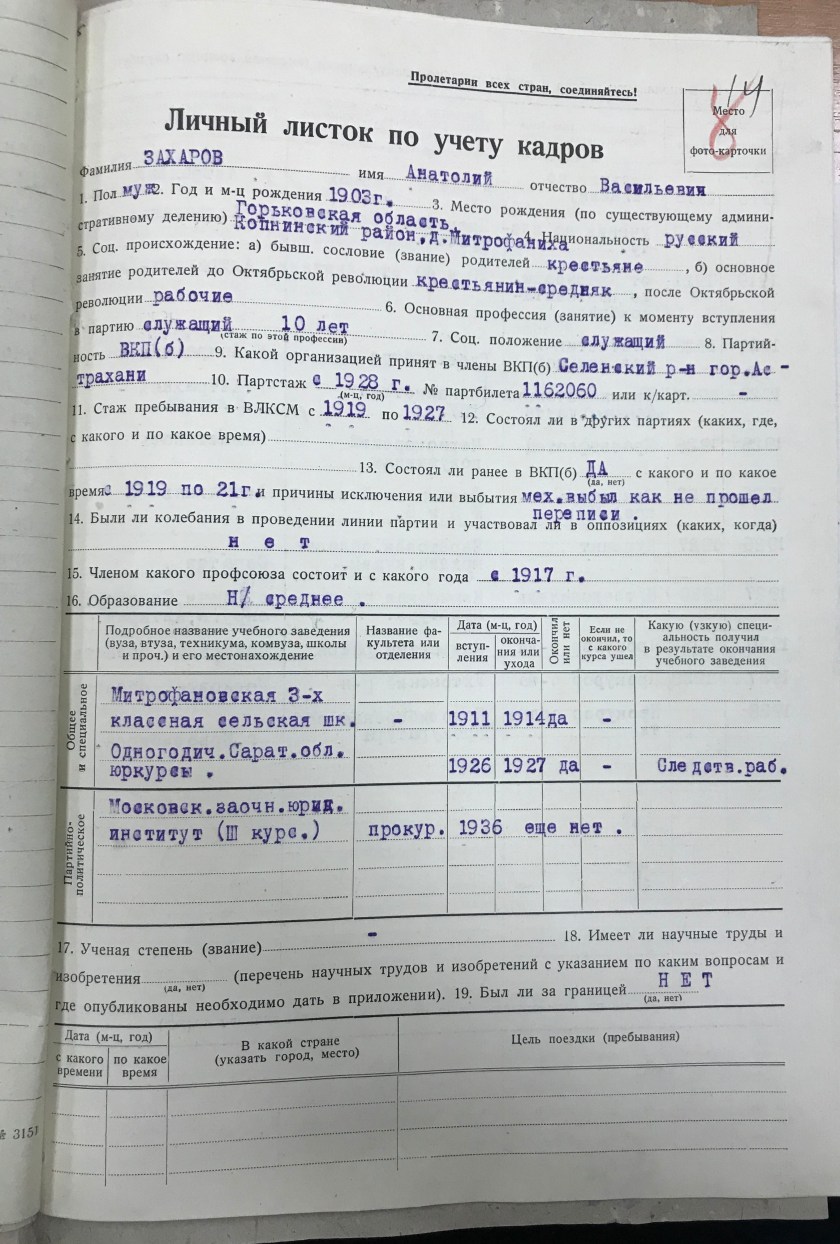 Пролетарии всех стран, соединяйтесь!
14
8
Место
для
фото-карточки
Личный листок по учету кадров
Фамилия ЗАХАРОВ имя Анатолий отчество Васильевич
1. Пол муж 2. Год и м-ц рождения 1903г. 3. Место рождения (по существующему админи-
стративному делению) Горьковская область,
Копнинский район, д.Митрофаниха 4. Национальность русский
5. Соц. происхождение: а) бывш. сословие (звание) родителей крестьяне, б) основное
занятие родителей до Октябрьской революции крестьянин-средняк, после Октябрьской
революции рабочие 6. Основная профессия (занятие) к моменту вступления
в партию служащий 10 лет 7. Соц. положение служащий 8. Партий-
(стаж по этой профессии)
ность ВКП(б) 9. Какой организацией принят в члены ВКП(б) Селенский р-н гор.Ас-
трахани 10. Партстаж с 1928 г. № партбилета 1162060 или к/карт. -
(м-ц, год)
11. Стаж пребывания в ВЛКСМ с 1919 по 1927 12. Состоял ли в других партиях (каких, где,
с какого и по какое время)
13. Состоял ли ранее в ВКП(б) ДА с какого и по какое
(да, нет)
время с 1919 по 21г. и причины исключения или выбытия мех.выбыл как не прошел
переписи.
14. Были ли колебания в проведении линии партии и участвовал ли в оппозициях (каких, когда)
н е т
15. Членом какого профсоюза состоит и с какого года с 1917 г.
16. Образование Н/ среднее.
Подробное название учебного заведения (вуза, втуза, техникума, комвуза, школы и проч.) и его местонахождение
Название факультета или отделения
Дата (м-ц, год)
вступ-
ления
оконча-
ния или
ухода
Окончил или нет
Если не окончил, то с какого курса ушел
Какую (узкую) специ-
альность получил
в результате окончания
учебного заведения
Общее и специальное
Митрофановская 3-х
классная сельская шк. - 1911 1914 да -
Одногодич.Сарат.обл.
юркурсы. 1926 1927 да - Следств.раб.
Партийно-политическое
Московск.заочн.юрид.
институт (Ш курс.) прокур. 1936 еще нет.
17. Ученая степень (звание) - 18. Имеет ли научные труды и
изобретения (перечень научных трудов и изобретений с указанием по каким вопросам и
(да, нет)
где опубликованы необходимо дать в приложении). 19. Был ли за границей Н Е Т
(да, нет)
Дата (м-ц, год)
с какого
времени
по какое
время
В какой стране
(указать город, место)
Цель поездки (пребывания)